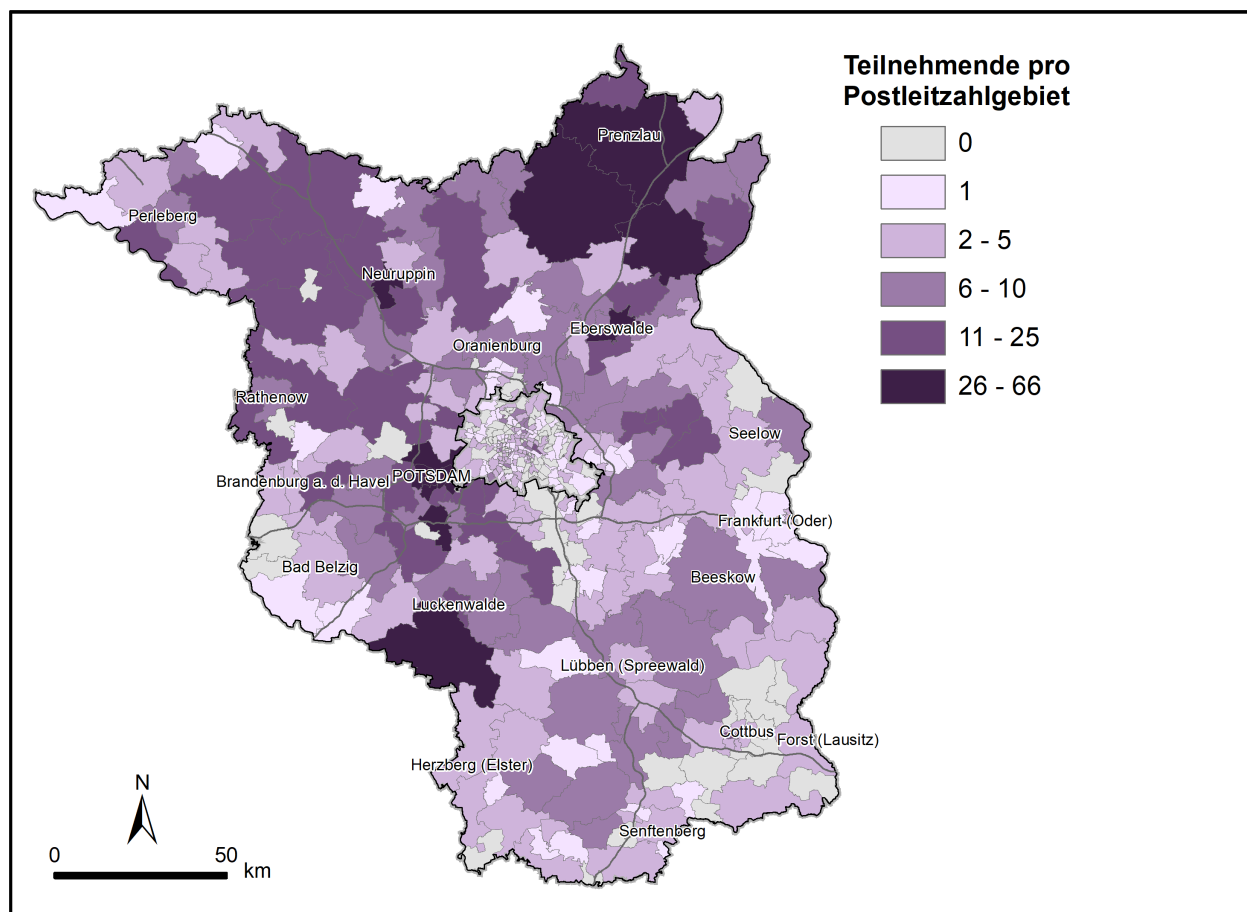 Teilnehmende pro
Postleitzahlgebiet
0
1
2 - 5
6 - 10
11 - 25
26 - 66
Prenzlau
Perleberg
Neuruppin
Eberswalde
Oranienburg
Rathenow
Seelow
POTSDAM
Brandenburg a. d. Havel
Frankfurt (Oder)
Bad Belzig
Beeskow
Luckenwalde
Lübben (Spreewald)
Cottbus
Forst (Lausitz)
Herzberg (Elster)
Senftenberg
N
0 50
km